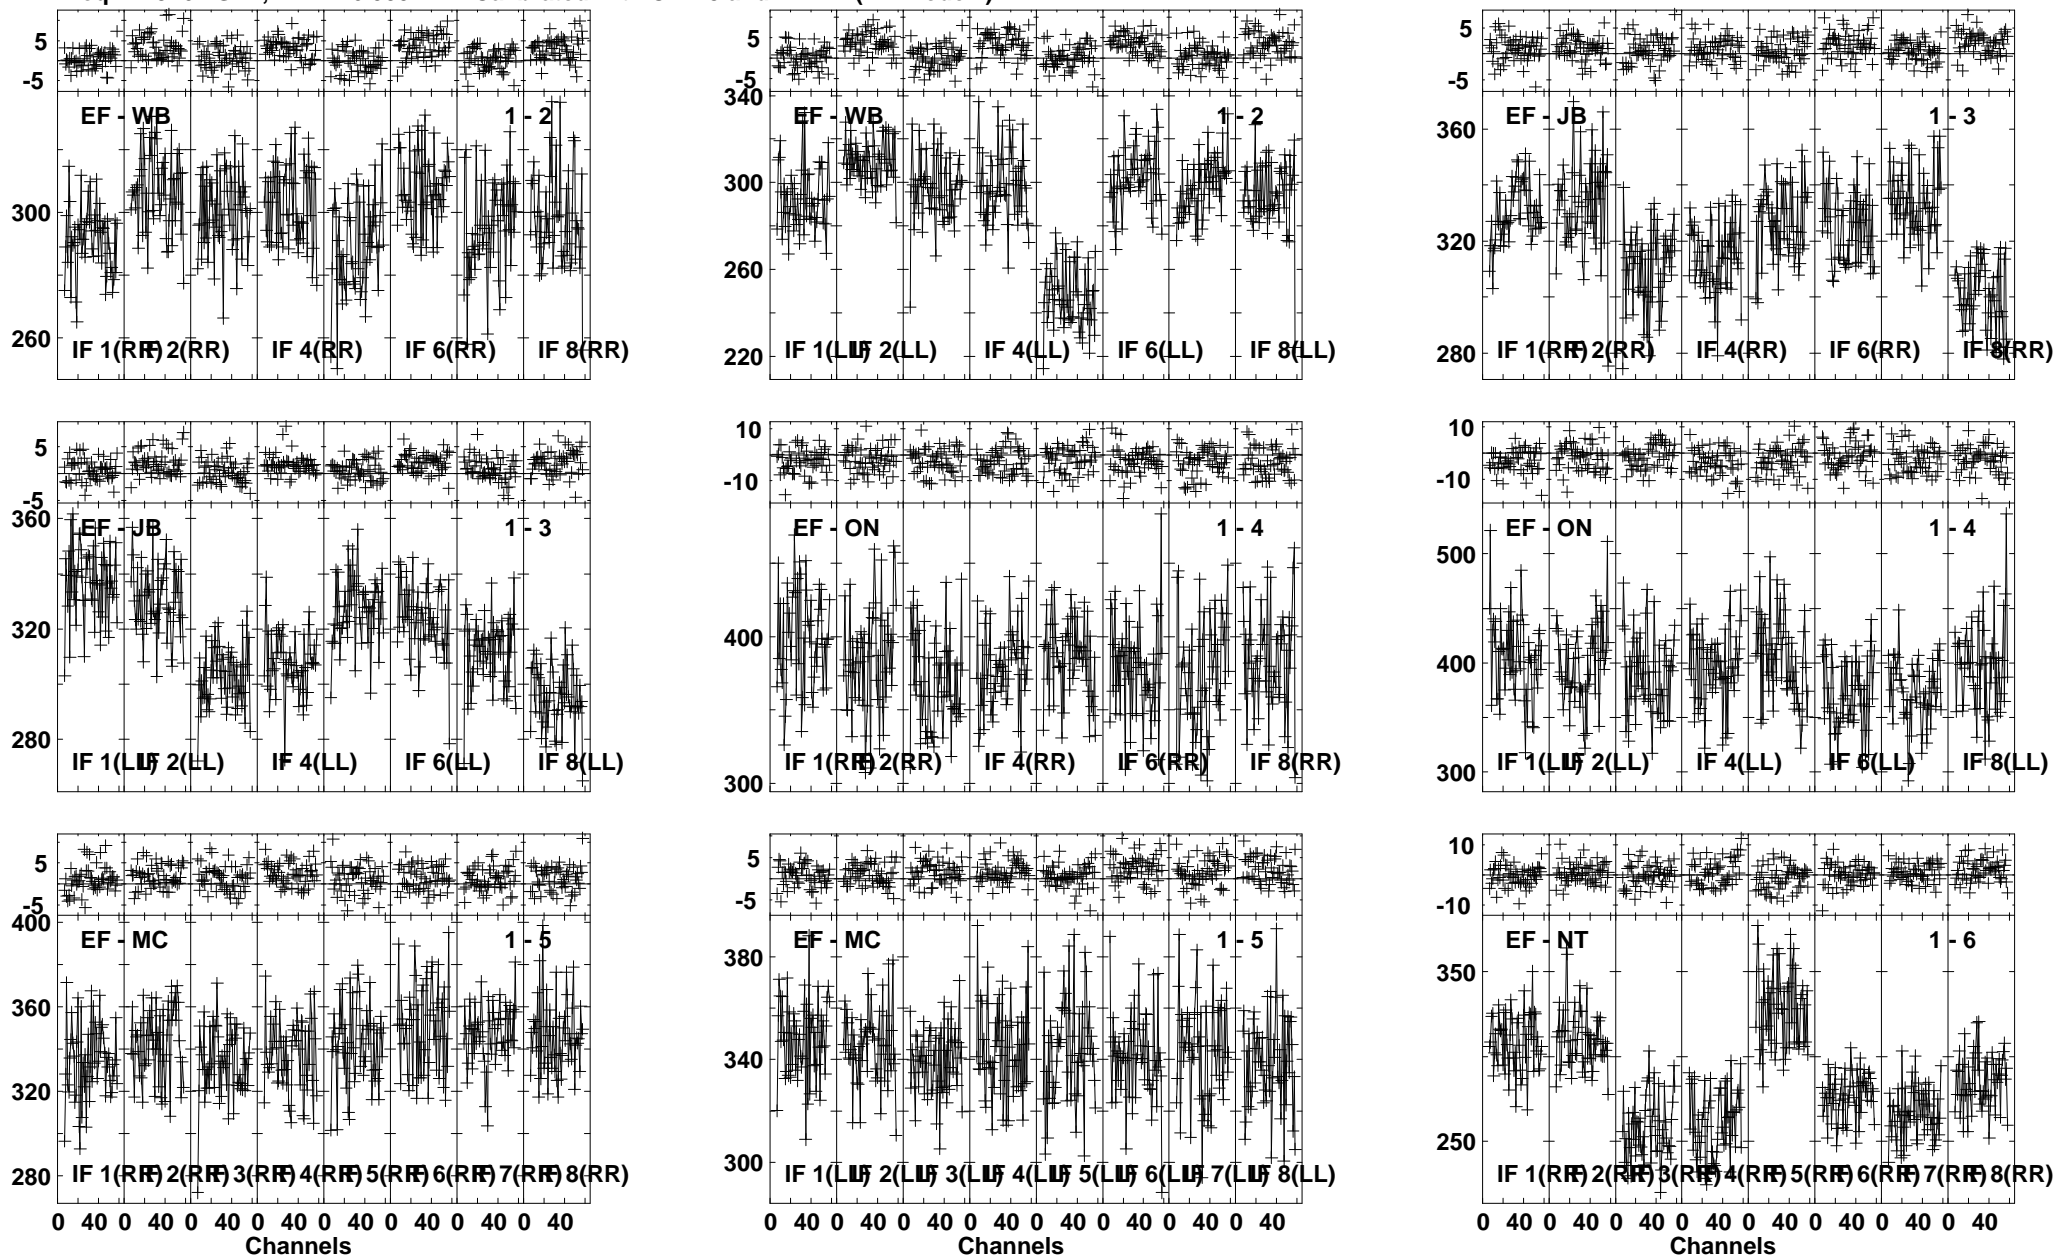 5
-5
EF - WB 1 - 2
300
260
IF 1(RR) IF 2(RR) IF 4(RR) IF 6(RR) IF 8(RR)
5
-5
340
EF - WB 1 - 2
300
260
220
IF 1(LL) IF 2(LL) IF 4(LL) IF 6(LL) IF 8(LL)
5
-5
EF - JB 1 - 3
360
320
280
IF 1(RR) IF 2(RR) IF 4(RR) IF 6(RR) IF 8(RR)
5
-5
360
EF - JB 1 - 3
320
280
IF 1(LL) IF 2(LL) IF 4(LL) IF 6(LL) IF 8(LL)
10
-10
EF - ON 1 - 4
400
300
IF 1(RR) IF 2(RR) IF 4(RR) IF 6(RR) IF 8(RR)
10
-10
EF - ON 1 - 4
500
400
300
IF 1(LL) IF 2(LL) IF 4(LL) IF 6(LL) IF 8(LL)
5
-5
400
EF - MC 1 - 5
360
320
280
IF 1(RR) IF 2(RR) IF 3(RR) IF 4(RR) IF 5(RR) IF 6(RR) IF 7(RR) IF 8(RR)
0 40 0 40 0 40 0 40 0 40 0 40 0 40 0 40
Channels
5
-5
EF - MC 1 - 5
380
340
300
IF 1(LL) IF 2(LL) IF 3(LL) IF 4(LL) IF 5(LL) IF 6(LL) IF 7(LL) IF 8(LL)
0 40 0 40 0 40 0 40 0 40 0 40 0 40 0 40
Channels
10
-10
EF - NT 1 - 6
350
250
IF 1(RR) IF 2(RR) IF 3(RR) IF 4(RR) IF 5(RR) IF 6(RR) IF 7(RR) IF 8(RR)
0 40 0 40 0 40 0 40 0 40 0 40 0 40 0 40
Channels